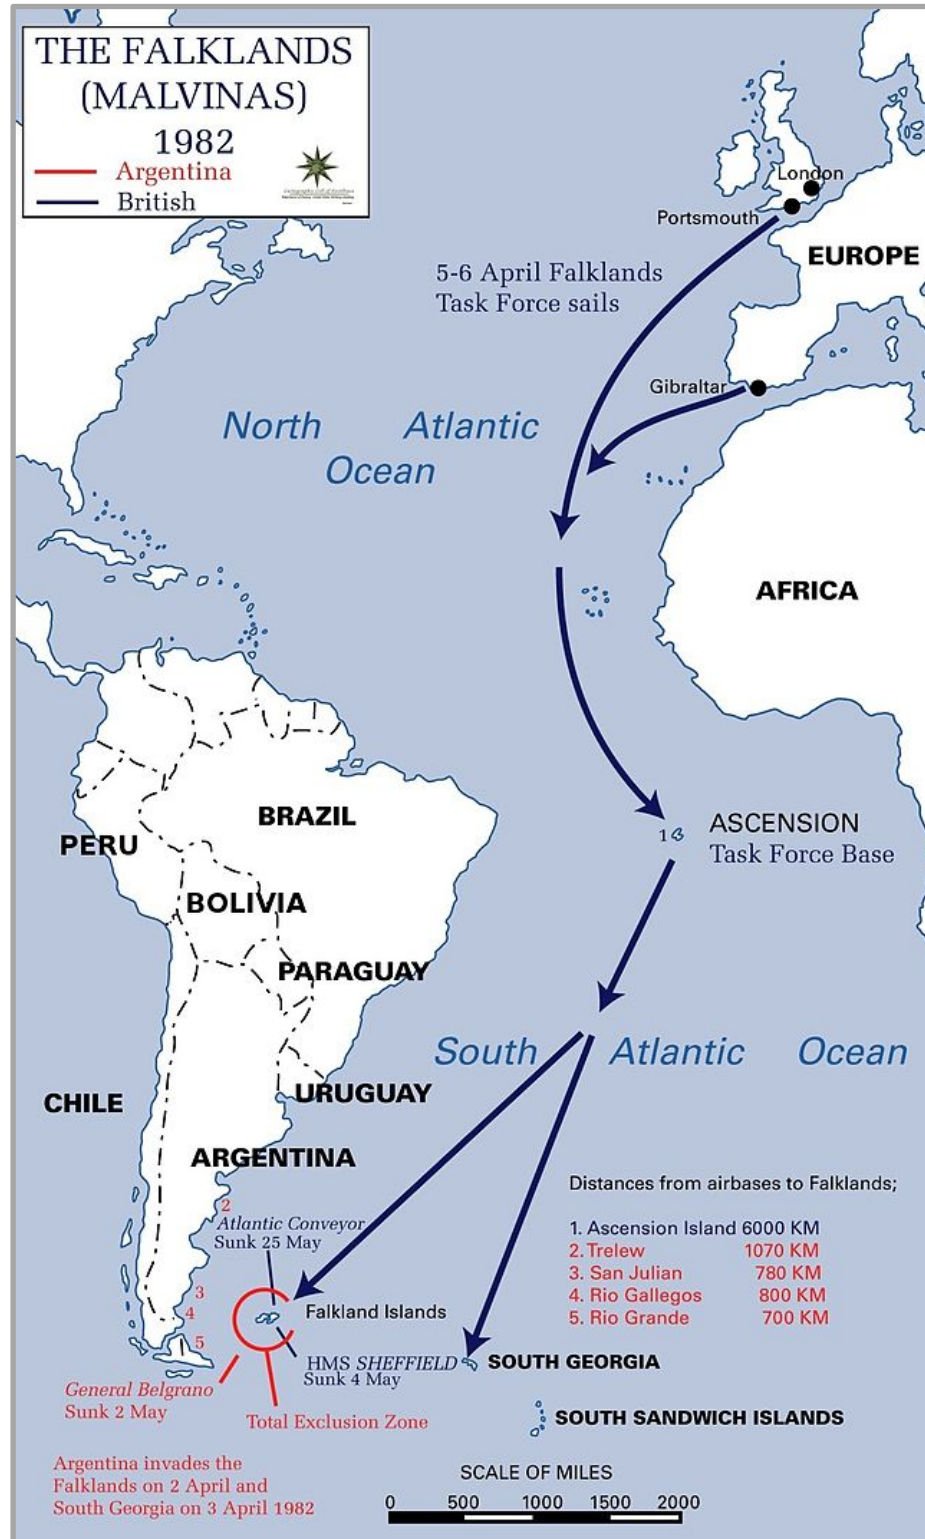 THE FALKLANDS
(MALVINAS)
1982
Argentina
British
London
Portsmouth
EUROPE
5-6 April Falklands
Task Force sails
Gibraltar
North Atlantic
Ocean
AFRICA
BRAZIL
PERU
1
ASCENSION
Task Force Base
BOLIVIA
PARAGUAY
South Atlantic Ocean
CHILE
URUGUAY
ARGENTINA
Distances from airbases to Falklands;
1. Ascension Island 6000 KM
2. Trelew 1070 KM
3. San Julian 780 KM
4. Rio Gallegos 800 KM
5. Rio Grande 700 KM
2
Atlantic Conveyor
Sunk 25 May
3
4
5
Falkland Islands
HMS SHEFFIELD
Sunk 4 May
SOUTH GEORGIA
General Belgrano
Sunk 2 May
Total Exclusion Zone
SOUTH SANDWICH ISLANDS
Argentina invades the
Falklands on 2 April and
South Georgia on 3 April 1982
SCALE OF MILES
0 500 1000 1500 2000